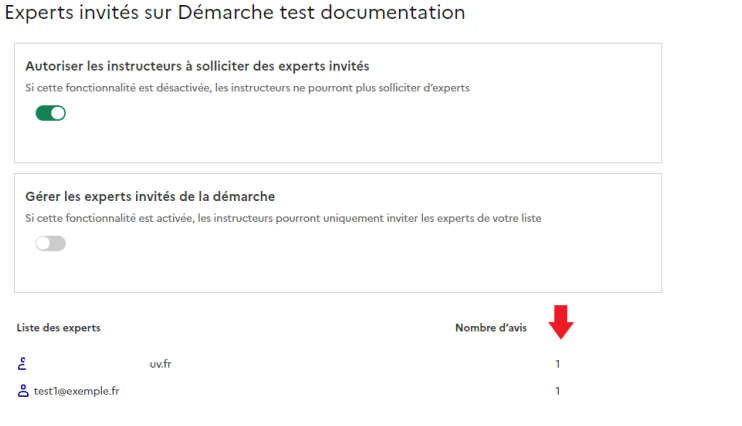 Experts invités sur Démarche test documentation
Autoriser les instructeurs à solliciter des experts invités
Si cette fonctionnalité est désactivée, les instructeurs ne pourront plus solliciter d'experts
Gérer les experts invités de la démarche
Si cette fonctionnalité est activée, les instructeurs pourront uniquement inviter les experts de votre liste
Liste des experts Nombre d'avis
uv.fr 1
test1@exemple.fr 1